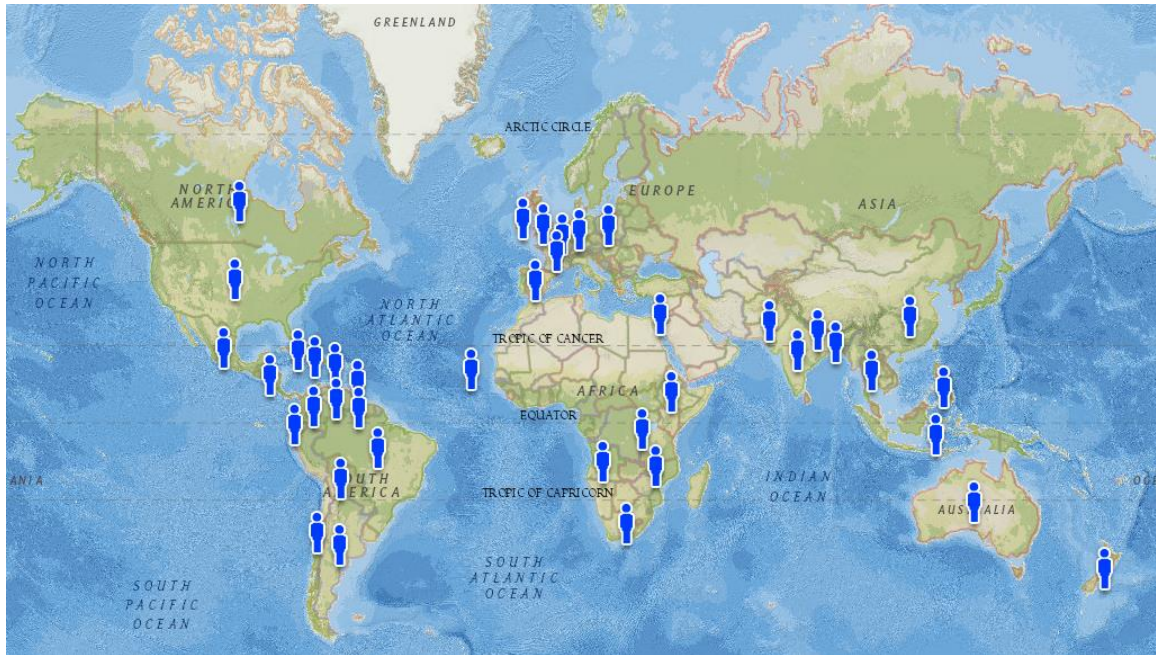 GREENLAND
ARCTIC CIRCLE
NORTH
AMERICA
EUROPE
ASIA
NORTH
PACIFIC
OCEAN
NORTH
ATLANTIC
OCEAN
TROPIC OF CANCER
AFRICA
EQUATOR
SOUTH
AMERICA
TROPIC OF CAPRICORN
INDIAN
OCEAN
AUSTRALIA
SOUTH
ATLANTIC
OCEAN
SOUTH
PACIFIC
OCEAN